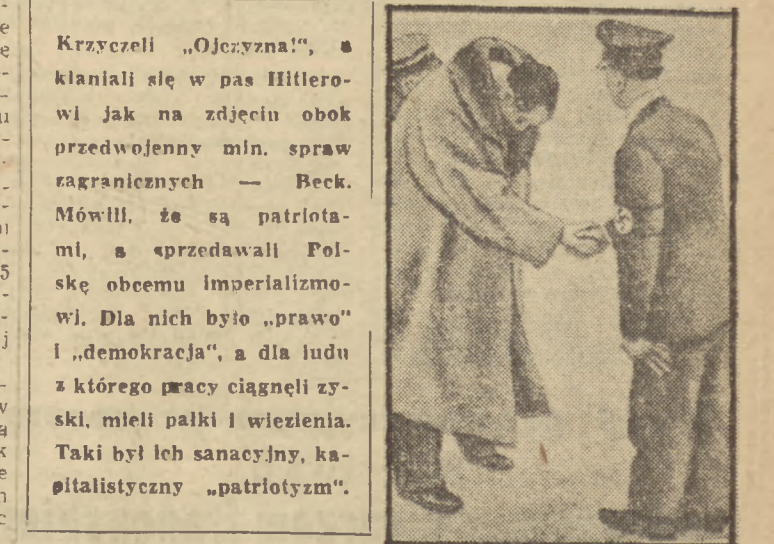 Krzyczeli „Ojczyzna!“, a
kłaniali się w pas Hitlero-
wi jak na zdjęciu obok
przedwojenny min. spraw
zagranicznych — Beck.
Mówili, że są patriota-
mi, a sprzedawali Pol-
skę obcemu imperializmo-
wi. Dla nich było „prawo“
i „demokracja“, a dla ludu
z którego pracy ciągnęli zy-
ski, mieli pałki i wiezienia.
Taki był ich sanacyjny, ka-
pitalistyczny „patriotyzm“.